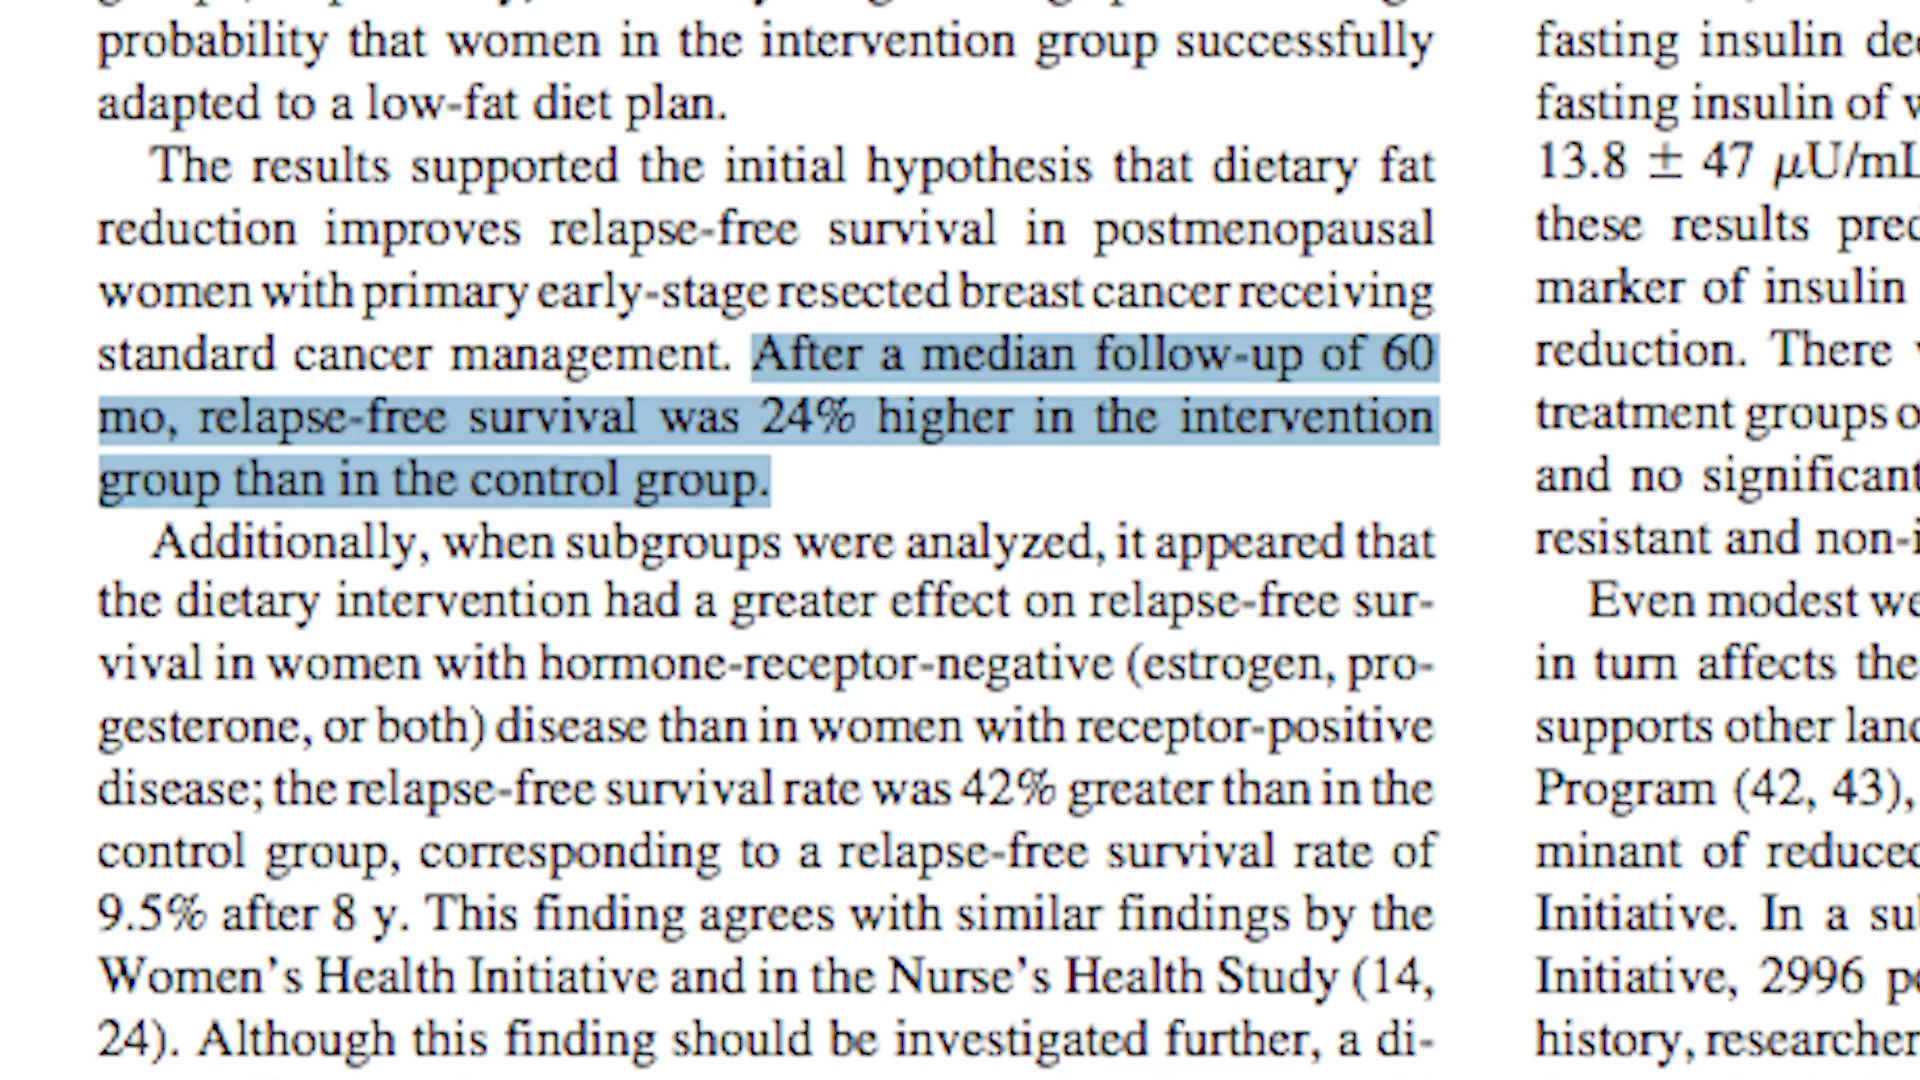 probability that women in the intervention group successfully
adapted to a low-fat diet plan.
The results supported the initial hypothesis that dietary fat
reduction improves relapse-free survival in postmenopausal
women with primary early-stage resected breast cancer receiving
standard cancer management. After a median follow-up of 60
mo, relapse-free survival was 24% higher in the intervention
group than in the control group.
Additionally, when subgroups were analyzed, it appeared that
the dietary intervention had a greater effect on relapse-free sur-
vival in women with hormone-receptor-negative (estrogen, pro-
gesterone, or both) disease than in women with receptor-positive
disease; the relapse-free survival rate was 42% greater than in the
control group, corresponding to a relapse-free survival rate of
9.5% after 8 y. This finding agrees with similar findings by the
Women's Health Initiative and in the Nurse's Health Study (14,
24). Although this finding should be investigated further, a di-
fasting insulin
fasting insulin of
13.8 ± 47 μU/mL
these results
marker of insulin
reduction. There
treatment groups
and no significant
resistant and
Even modest
in turn affects the
supports other
Program (42, 43),
minant of reduced
Initiative. In a
Initiative, 2996
history,